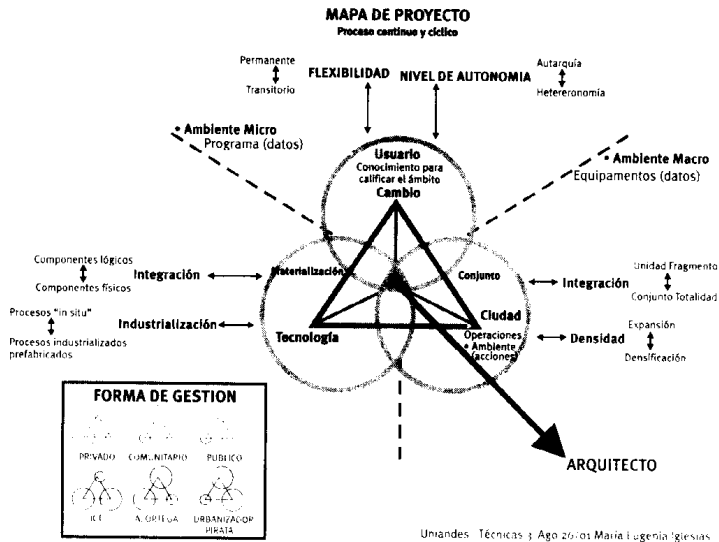 MAPA DE PROYECTO
Proceso continuo y cíclico
Permanente
Transitorio
FLEXIBILIDAD
NIVEL DE AUTONOMIA
Autarquía
Hetereronomía
• Ambiente Micro
Programa (datos)
• Ambiente Macro
Equipamentos (datos)
Usuario
Conocimiento para
calificar el ámbito
Cambio
Componentes lógicos
Componentes físicos
Integración
Materialización
Conjunto
Integración
Unidad Fragmento
Conjunto Totalidad
Procesos "in situ"
Procesos industrializados
prefabricados
Industrialización
Tecnología
Ciudad
Operaciones
• Ambiente
(acciones)
Densidad
Expansión
Densificación
FORMA DE GESTION
PRIVADO
COMUNITARIO
PUBLICO
ICT
A. ORTEGA
URBANIZADOR
PIRATA
ARQUITECTO
Uniandes Técnicas 3 Ago 26/01 María Eugenia Iglesias